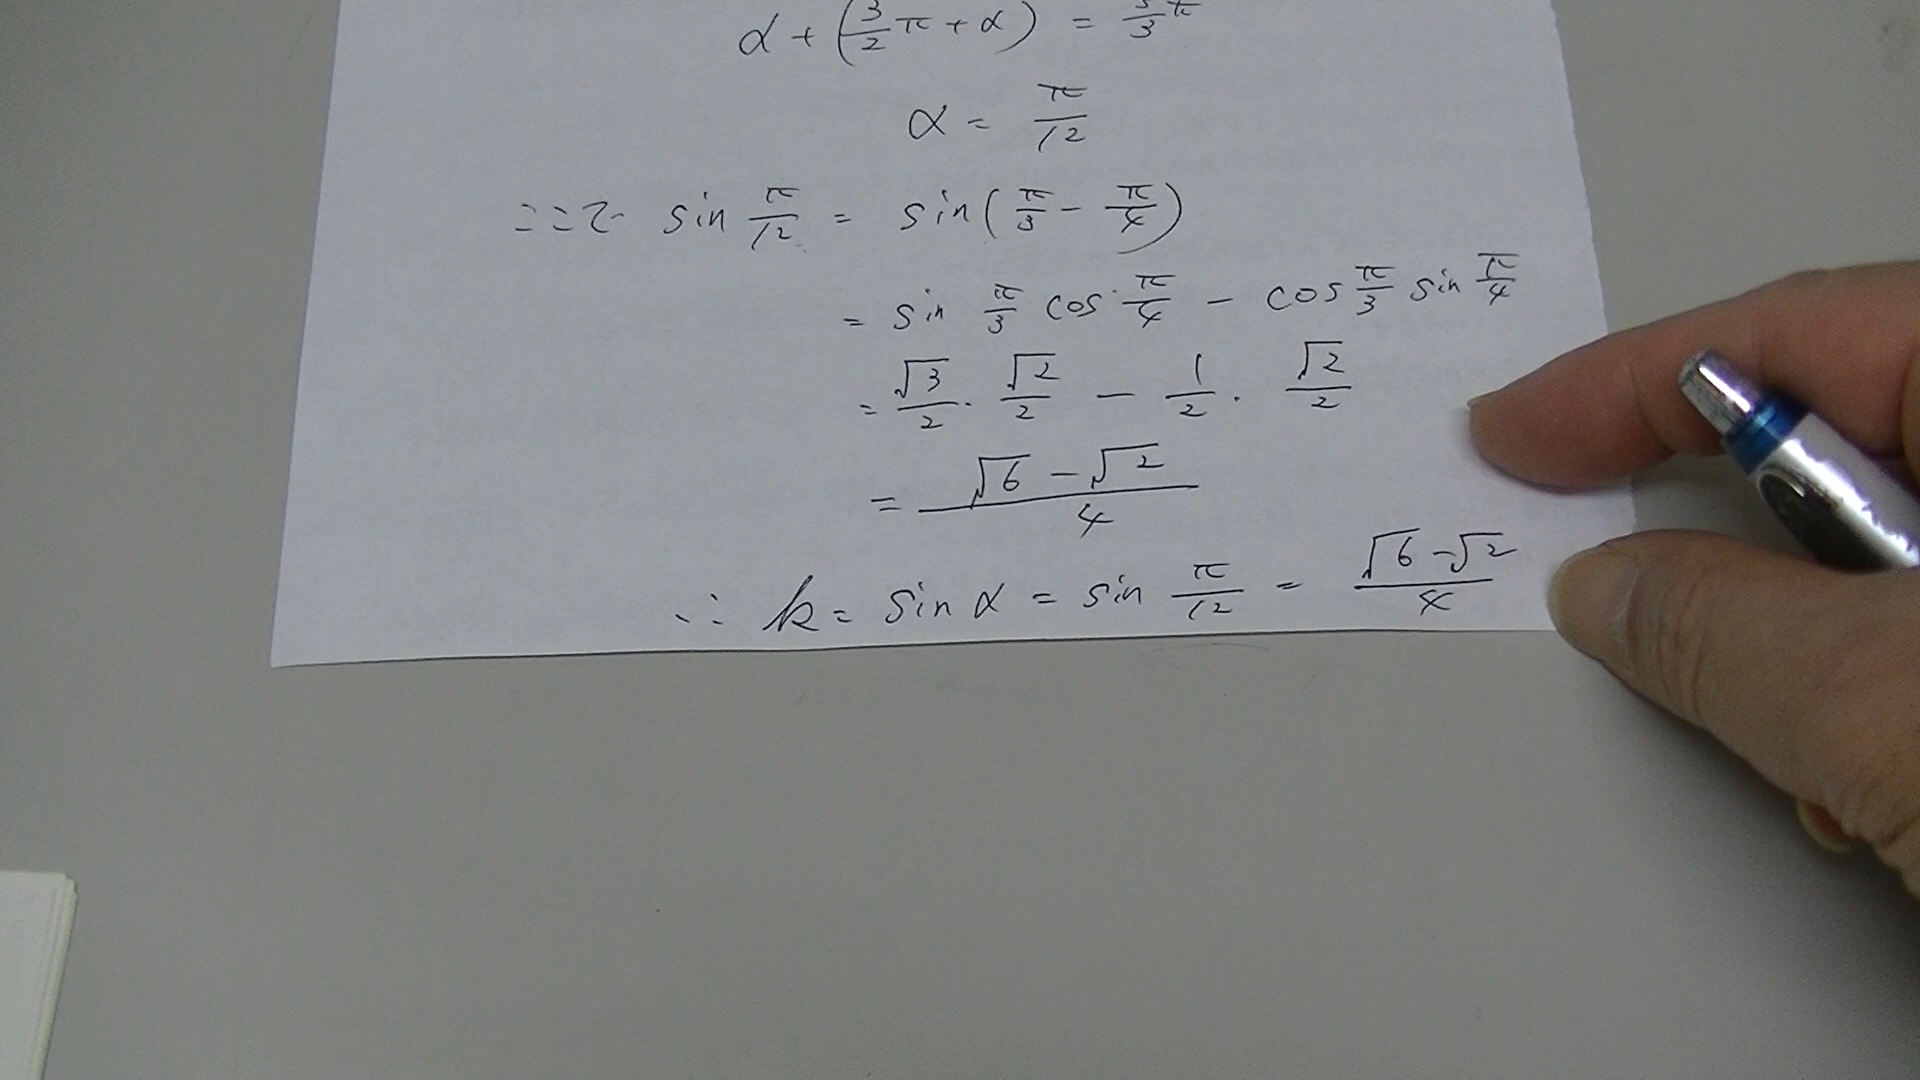 α + (3/2 π + α) = 5/3 π
α = π/12
ここで sin π/12 = sin(π/3 - π/4)
= sin π/3 cos π/4 - cos π/3 sin π/4
= √3/2 · √2/2 - 1/2 · √2/2
= (√6 - √2)/4
∴ k = sin α = sin π/12 = (√6 - √2)/4